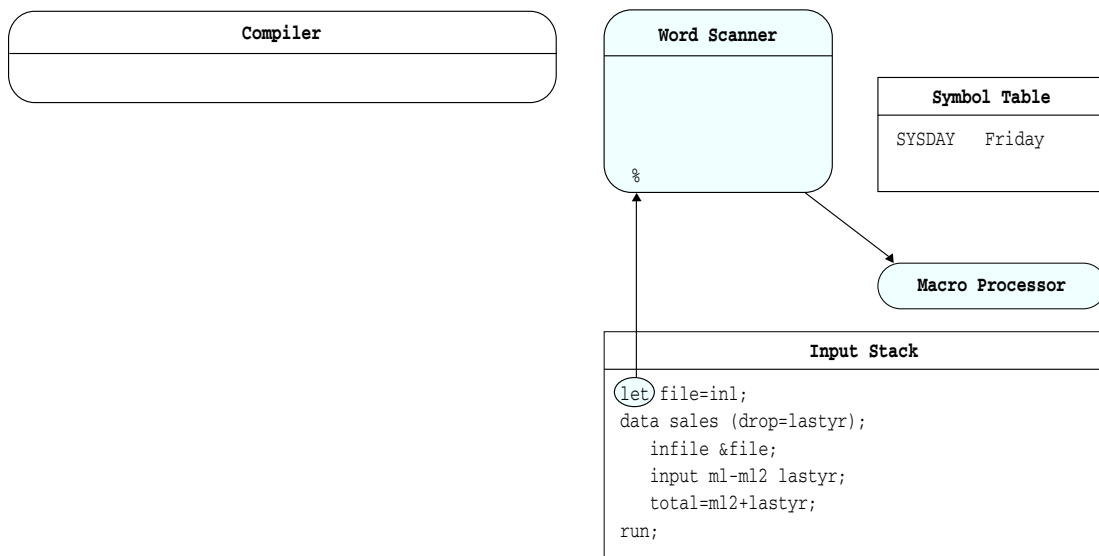 Compiler
Word Scanner
%
Symbol Table
SYSDAY Friday
Macro Processor
Input Stack
let file=inl;
data sales (drop=lastyr);
infile &file;
input ml-ml2 lastyr;
total=ml2+lastyr;
run;